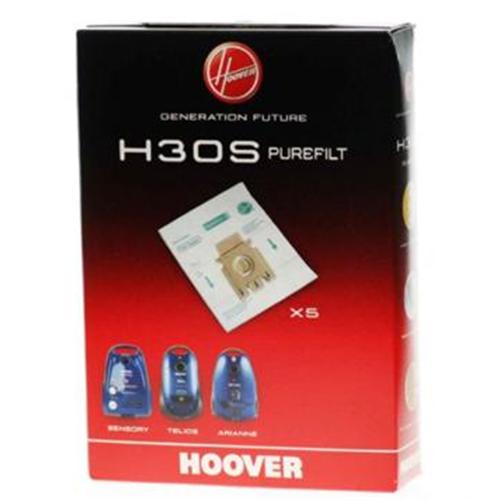 HOOVER
GENERATION FUTURE
H30S PUREFILT
X5
SENSORY TELIOS ARIANNE
HOOVER